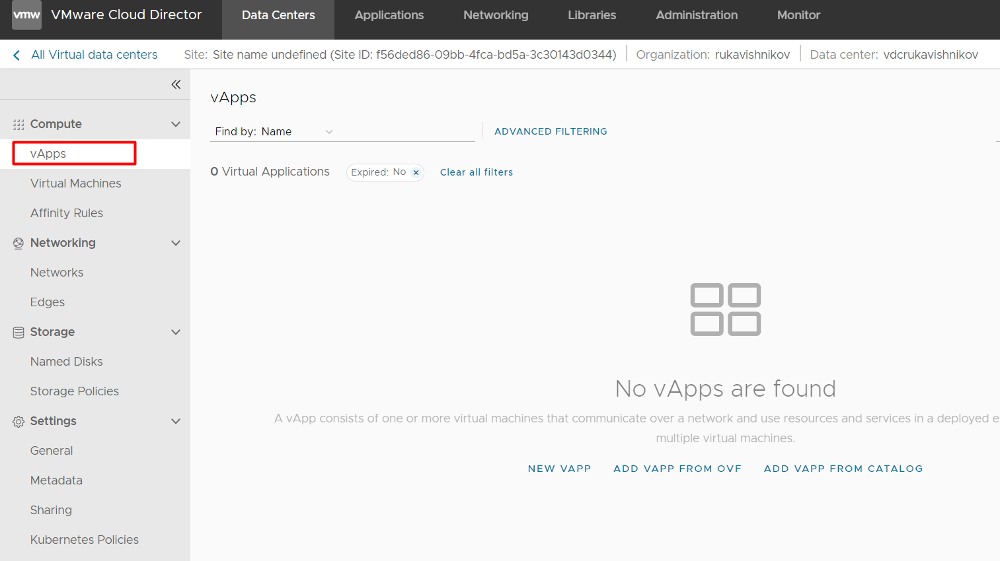 vmw VMware Cloud Director Data Centers Applications Networking Libraries Administration Monitor
All Virtual data centers Site: Site name undefined (Site ID: f56ded86-09bb-4fca-bd5a-3c30143d0344) Organization: rukavishnikov Data center: vdcrukavishnikov
Compute
vApps
Virtual Machines
Affinity Rules
Networking
Networks
Edges
Storage
Named Disks
Storage Policies
Settings
General
Metadata
Sharing
Kubernetes Policies
vApps
Find by: Name ADVANCED FILTERING
0 Virtual Applications Expired: No Clear all filters
No vApps are found
A vApp consists of one or more virtual machines that communicate over a network and use resources and services in a deployed e
multiple virtual machines.
NEW VAPP ADD VAPP FROM OVF ADD VAPP FROM CATALOG